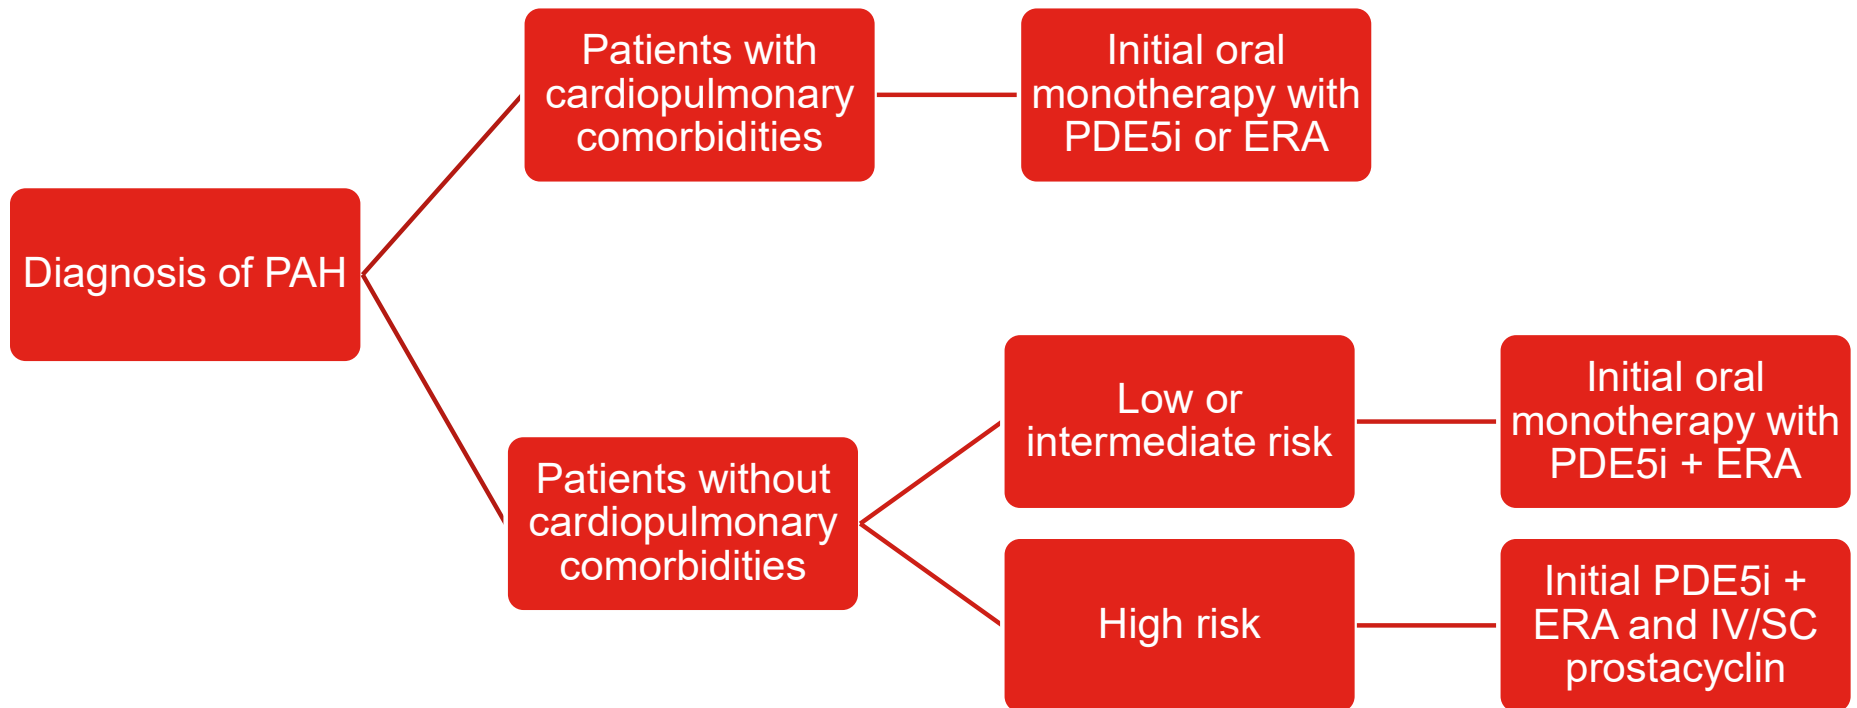 Diagnosis of PAH
Patients with
cardiopulmonary
comorbidities
Initial oral
monotherapy with
PDE5i or ERA
Patients without
cardiopulmonary
comorbidities
Low or
intermediate risk
Initial oral
monotherapy with
PDE5i + ERA
High risk
Initial PDE5i +
ERA and IV/SC
prostacyclin